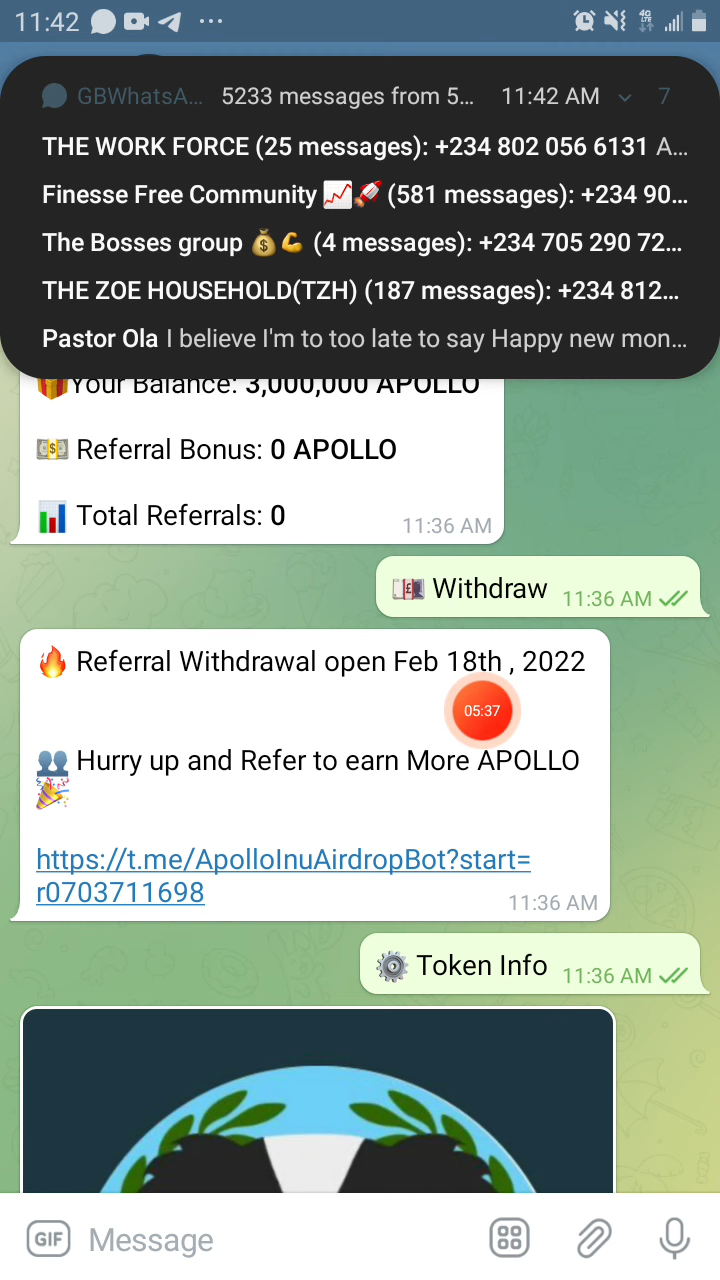 11:42
4G
LTE
GBWhatsA... 5233 messages from 5... 11:42 AM 7
THE WORK FORCE (25 messages): +234 802 056 6131 A...
Finesse Free Community 📈🚀 (581 messages): +234 90...
The Bosses group 💰💪 (4 messages): +234 705 290 72...
THE ZOE HOUSEHOLD(TZH) (187 messages): +234 812...
Pastor Ola I believe I'm to too late to say Happy new mon...
🎁Your Balance: 3,000,000 APOLLO
💵 Referral Bonus: 0 APOLLO
📊 Total Referrals: 0
11:36 AM
💷 Withdraw 11:36 AM
🔥 Referral Withdrawal open Feb 18th , 2022
05:37
👥 Hurry up and Refer to earn More APOLLO
🎉
https://t.me/ApolloInuAirdropBot?start=
r0703711698
11:36 AM
⚙️ Token Info 11:36 AM
GIF Message